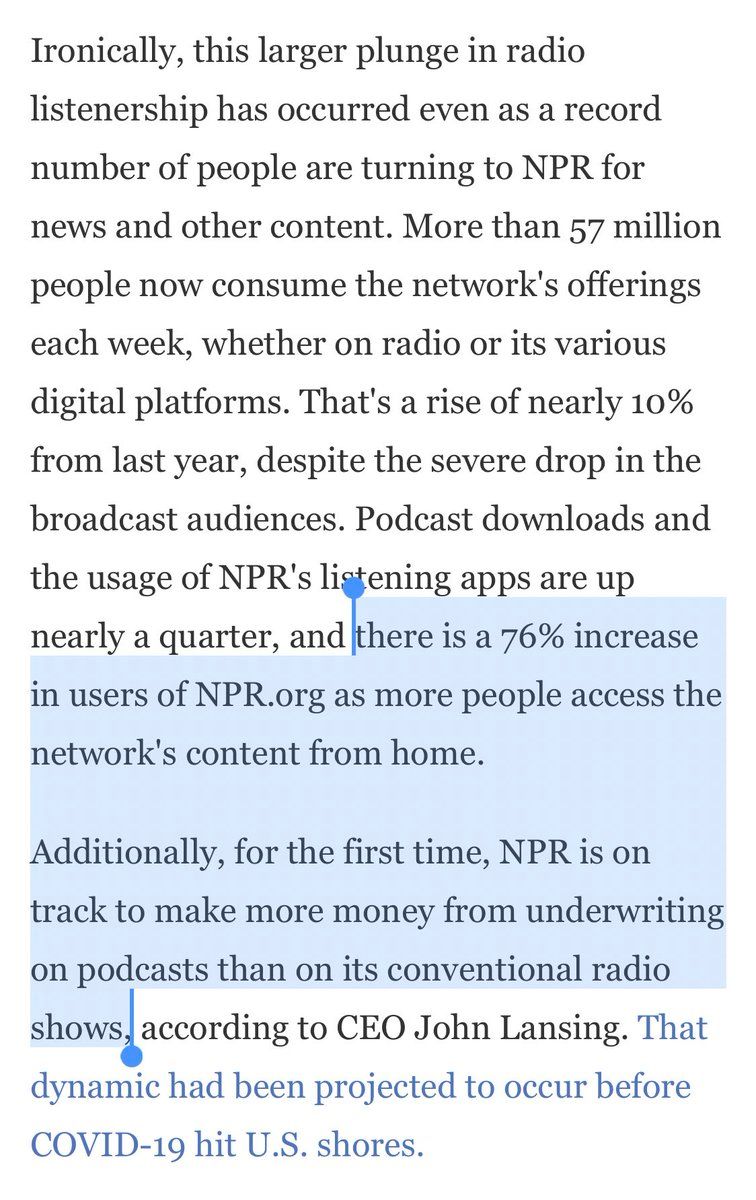 Ironically, this larger plunge in radio
listenership has occurred even as a record
number of people are turning to NPR for
news and other content. More than 57 million
people now consume the network's offerings
each week, whether on radio or its various
digital platforms. That's a rise of nearly 10%
from last year, despite the severe drop in the
broadcast audiences. Podcast downloads and
the usage of NPR's listening apps are up
nearly a quarter, and there is a 76% increase
in users of NPR.org as more people access the
network's content from home.
Additionally, for the first time, NPR is on
track to make more money from underwriting
on podcasts than on its conventional radio
shows, according to CEO John Lansing. That
dynamic had been projected to occur before
COVID-19 hit U.S. shores.